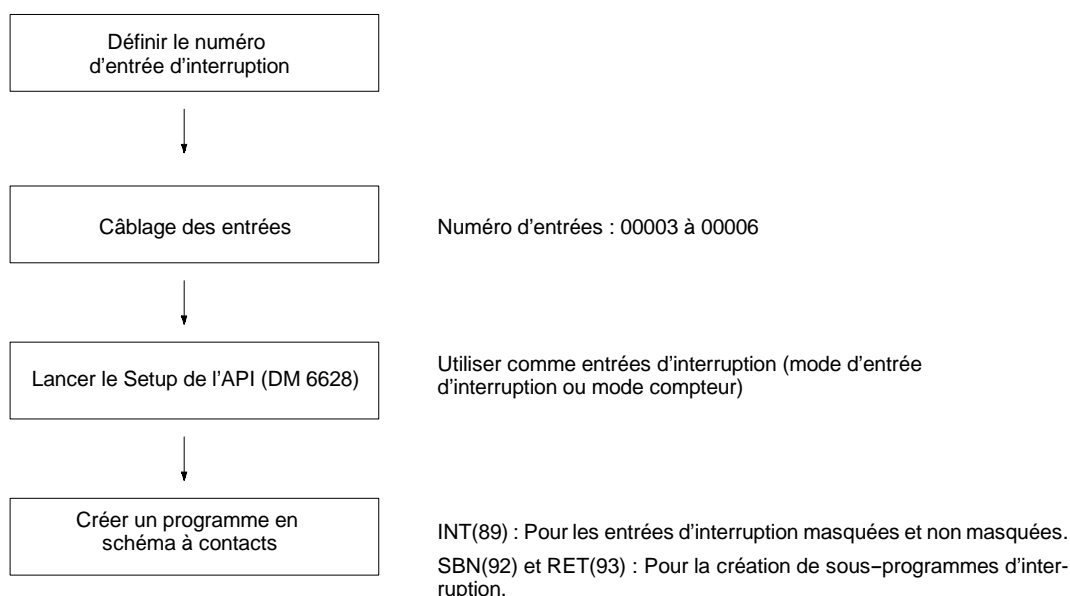 Définir le numéro
d'entrée d'interruption
Câblage des entrées
Numéro d'entrées : 00003 à 00006
Lancer le Setup de l'API (DM 6628)
Utiliser comme entrées d'interruption (mode d'entrée
d'interruption ou mode compteur)
Créer un programme en
schéma à contacts
INT(89) : Pour les entrées d'interruption masquées et non masquées.
SBN(92) et RET(93) : Pour la création de sous-programmes d'inter-
ruption.